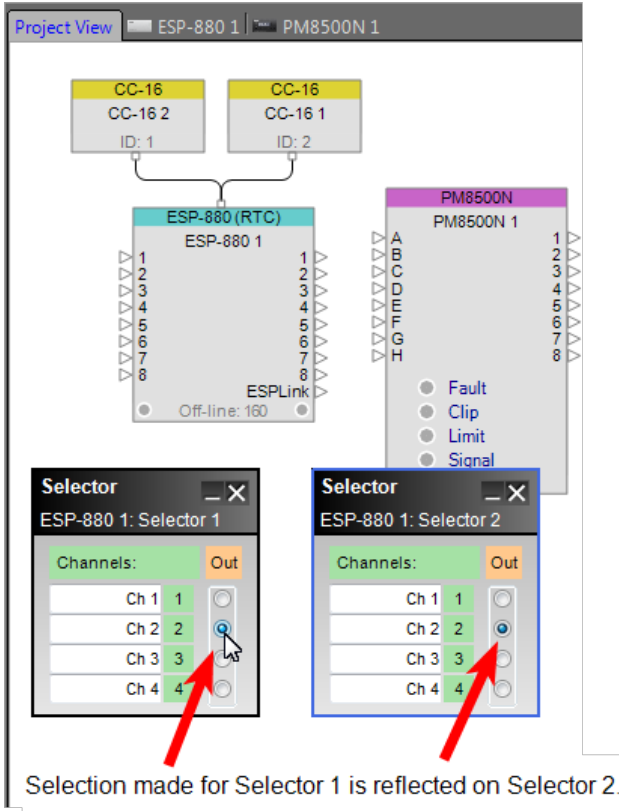 Project View ESP-880 1 PM8500N 1
CC-16 CC-16
CC-16 2 CC-16 1
ID: 1 ID: 2
ESP-880 (RTC)
ESP-880 1
1 1
2 2
3 3
4 4
5 5
6 6
7 7
8 8
ESPLink
Off-line: 160
PM8500N
PM8500N 1
A 1
B 2
C 3
D 4
E 5
F 6
G 7
H 8
Fault
Clip
Limit
Signal
Selector
ESP-880 1: Selector 1
Channels: Out
Ch 1 1
Ch 2 2
Ch 3 3
Ch 4 4
Selector
ESP-880 1: Selector 2
Channels: Out
Ch 1 1
Ch 2 2
Ch 3 3
Ch 4 4
Selection made for Selector 1 is reflected on Selector 2.